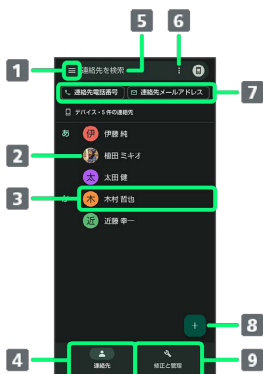 5 6
1 連絡先を検索
連絡先電話番号 連絡先メールアドレス 7
デバイス・5 件の連絡先
あ 伊 伊藤 純
2 植田 ミキオ
太 太田 健
3 か 木 木村 哲也
近 近藤 幸一
+ 8
4 連絡先 修正と管理 9